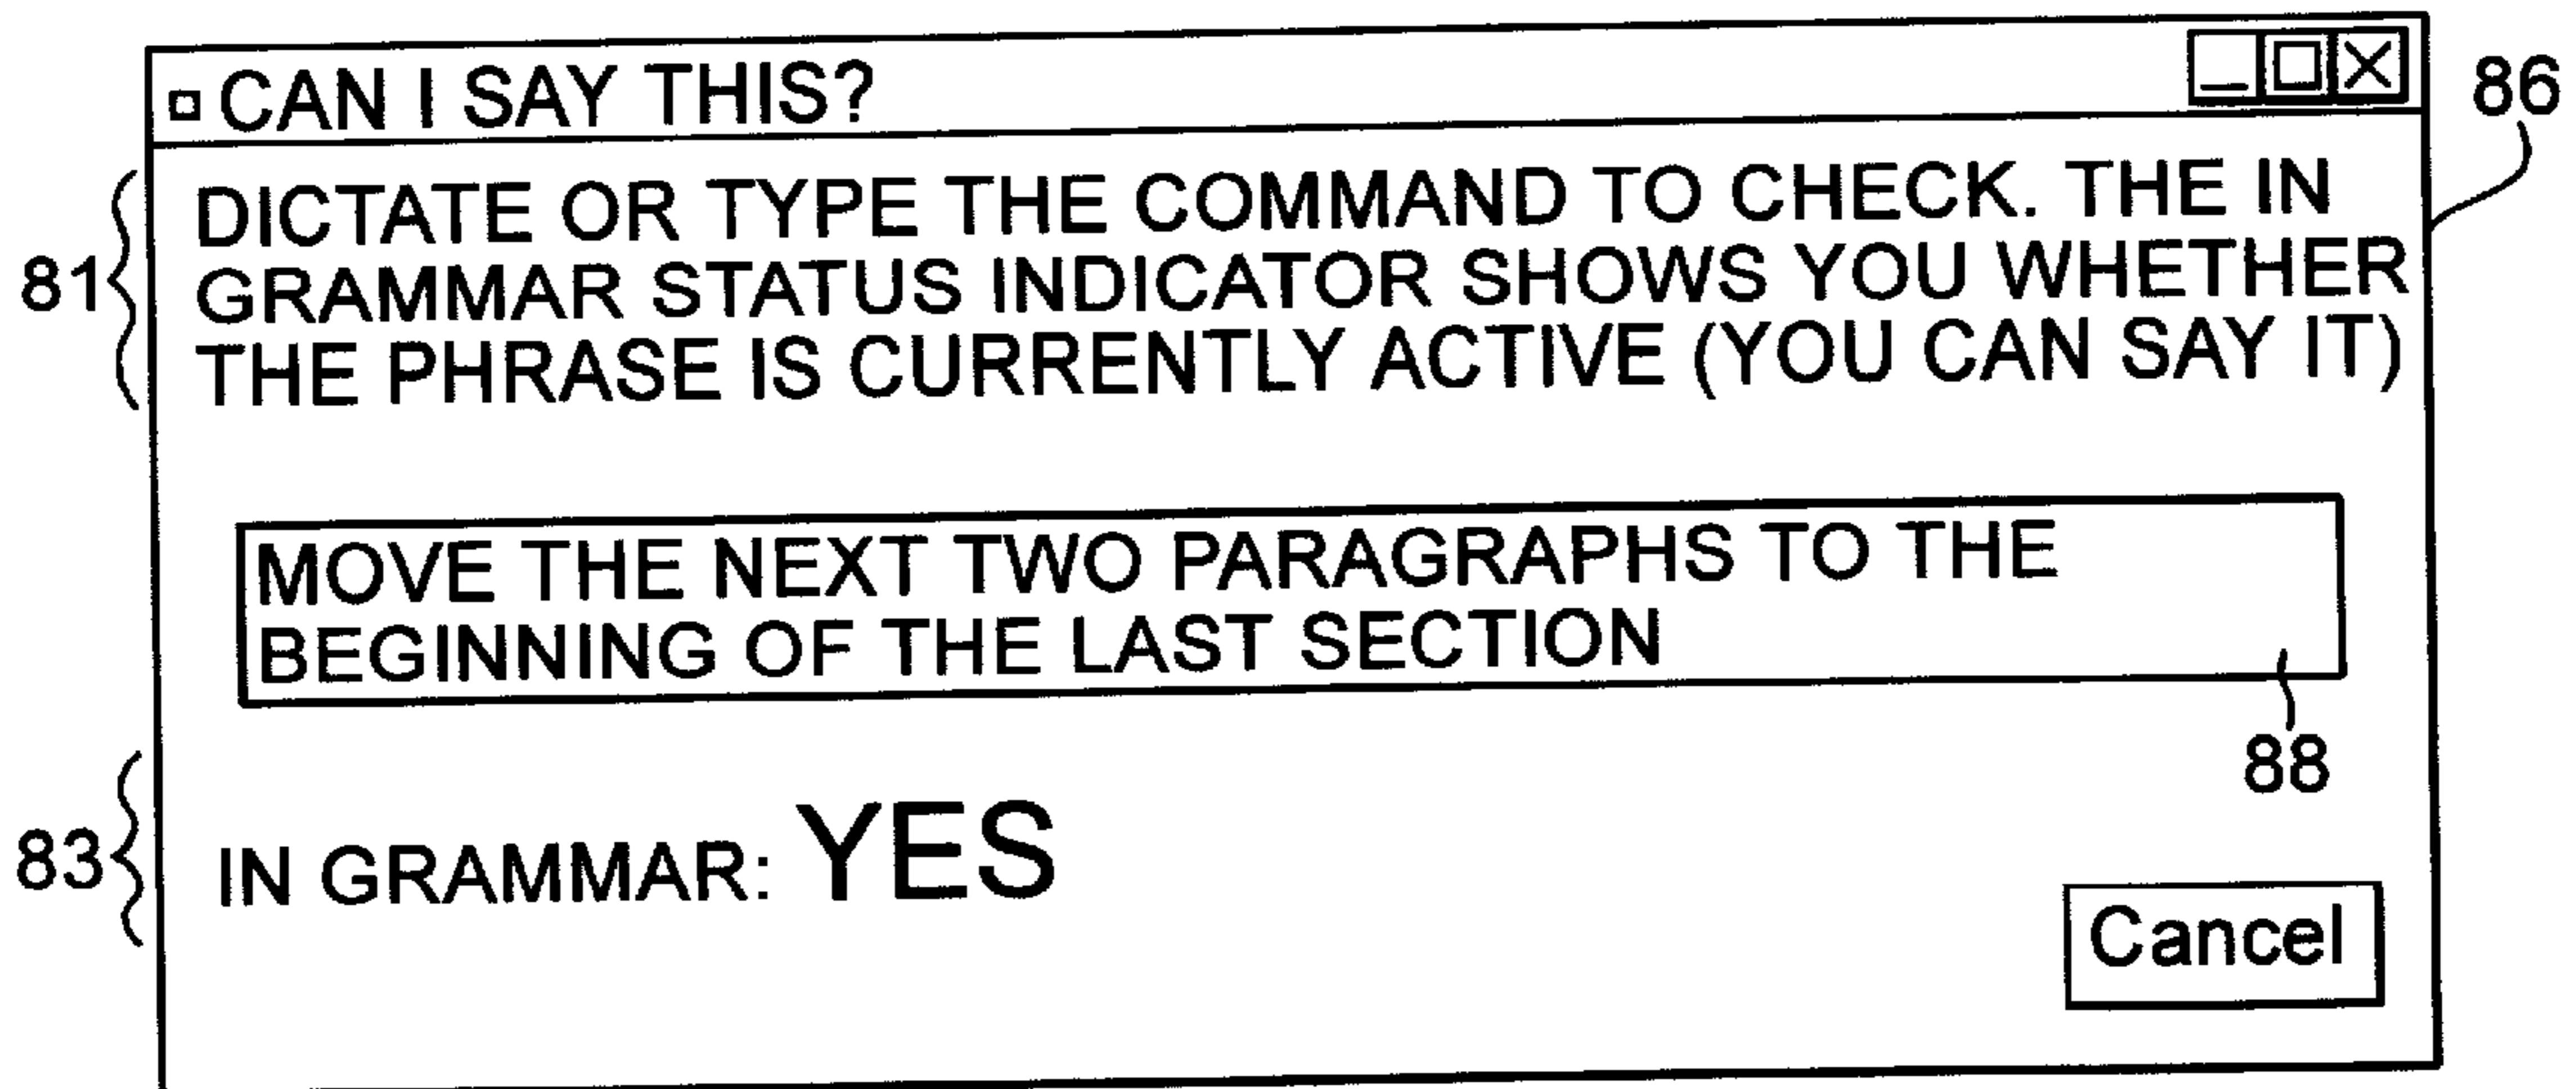 CAN I SAY THIS?
86
DICTATE OR TYPE THE COMMAND TO CHECK. THE IN
81
GRAMMAR STATUS INDICATOR SHOWS YOU WHETHER
THE PHRASE IS CURRENTLY ACTIVE (YOU CAN SAY IT)
MOVE THE NEXT TWO PARAGRAPHS TO THE
BEGINNING OF THE LAST SECTION
88
83
IN GRAMMAR: YES
Cancel